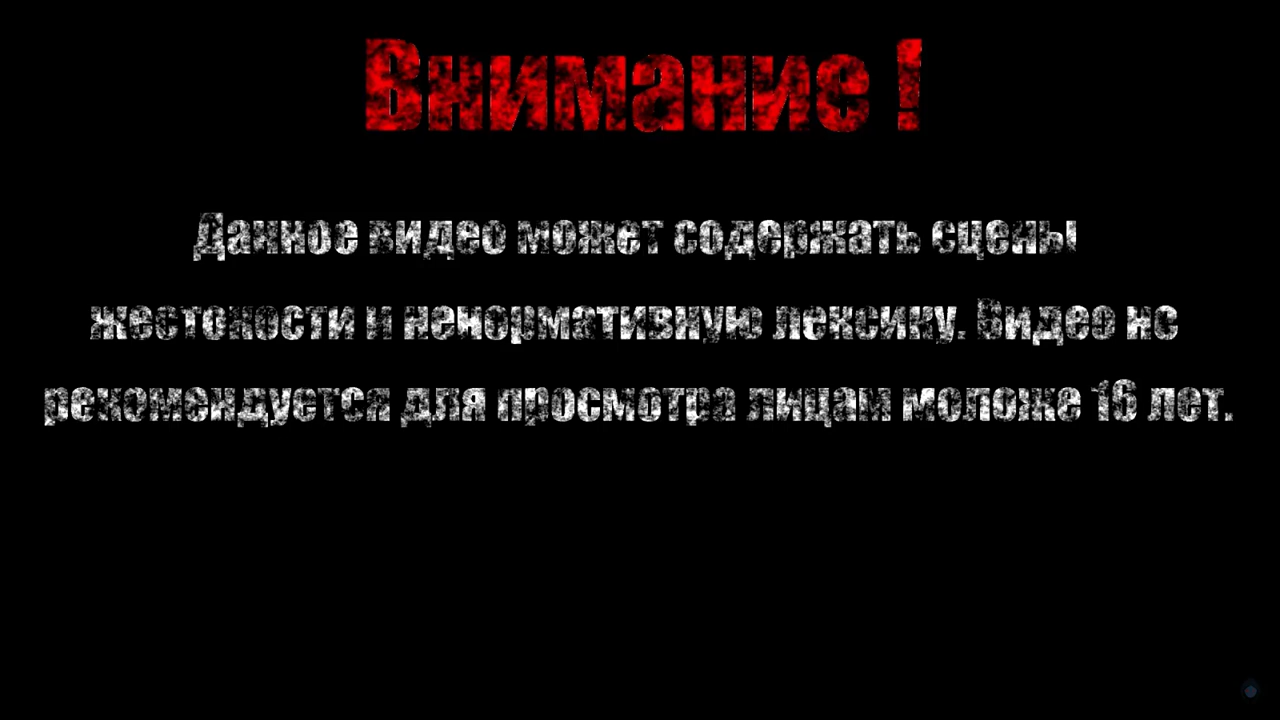 Внимание !
Данное видео может содержать сцены
жестокости и ненормативную лексику. Видео не
рекомендуется для просмотра лицам моложе 16 лет.